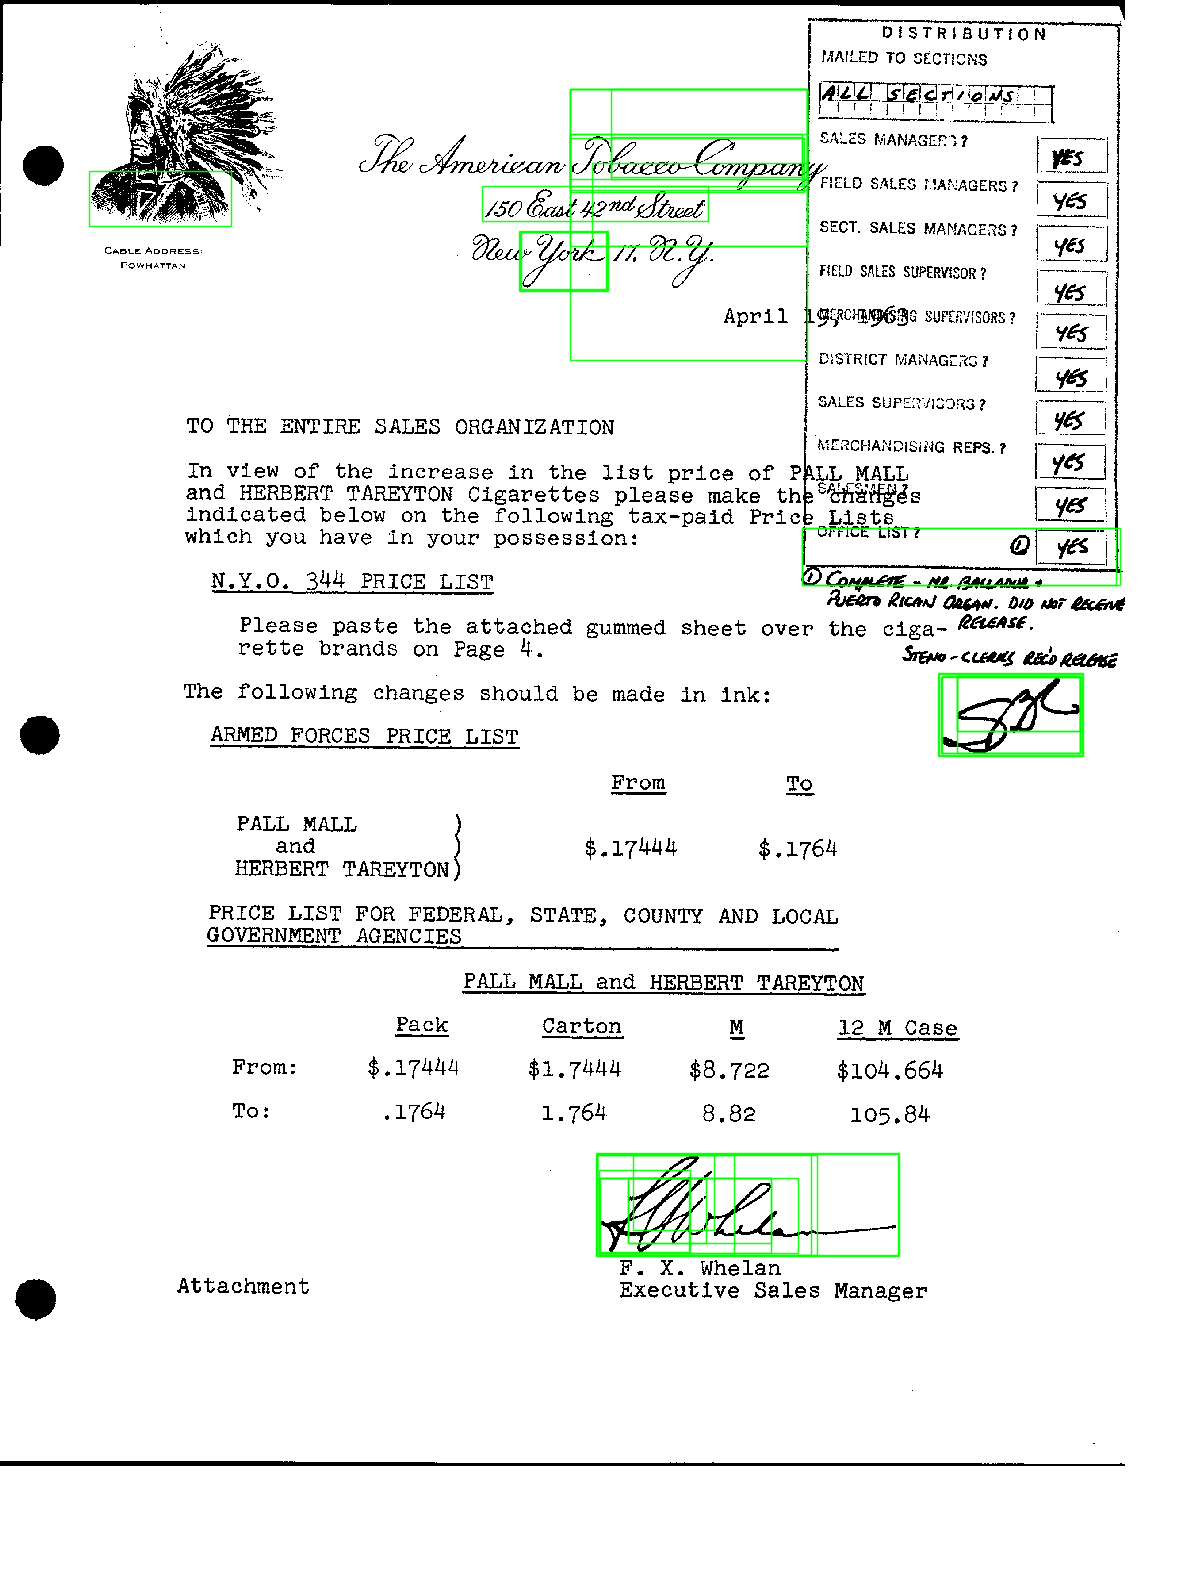 DISTRIBUTION
MAILED TO SECTIONS
ALL SECTIONS
SALES MANAGERS? YES
FIELD SALES MANAGERS? YES
SECT. SALES MANAGERS? YES
FIELD SALES SUPERVISOR? YES
MERCHANDISING SUPERVISORS? YES
DISTRICT MANAGERS? YES
SALES SUPERVISORS? YES
MERCHANDISING REPS.? YES
SALESMEN? YES
OFFICE LIST? ① YES
① COMPLETE - MR. +
PUERTO RICAN ORGAN. DID NOT RECEIVE
RELEASE.
STENO-CLERKS REC'D RELEASE
The American Tobacco Company
150 East 42nd Street
New York 17, N.Y.
CABLE ADDRESS:
POWHATTAN
April 19, 1963
TO THE ENTIRE SALES ORGANIZATION
In view of the increase in the list price of PALL MALL
and HERBERT TAREYTON Cigarettes please make the changes
indicated below on the following tax-paid Price Lists
which you have in your possession:
N.Y.O. 344 PRICE LIST
Please paste the attached gummed sheet over the ciga-
rette brands on Page 4.
The following changes should be made in ink:
ARMED FORCES PRICE LIST
From To
PALL MALL )
and ) $.17444 $.1764
HERBERT TAREYTON)
PRICE LIST FOR FEDERAL, STATE, COUNTY AND LOCAL
GOVERNMENT AGENCIES
PALL MALL and HERBERT TAREYTON
Pack Carton M 12 M Case
From: $.17444 $1.7444 $8.722 $104.664
To: .1764 1.764 8.82 105.84
F X Whelan
F. X. Whelan
Attachment Executive Sales Manager